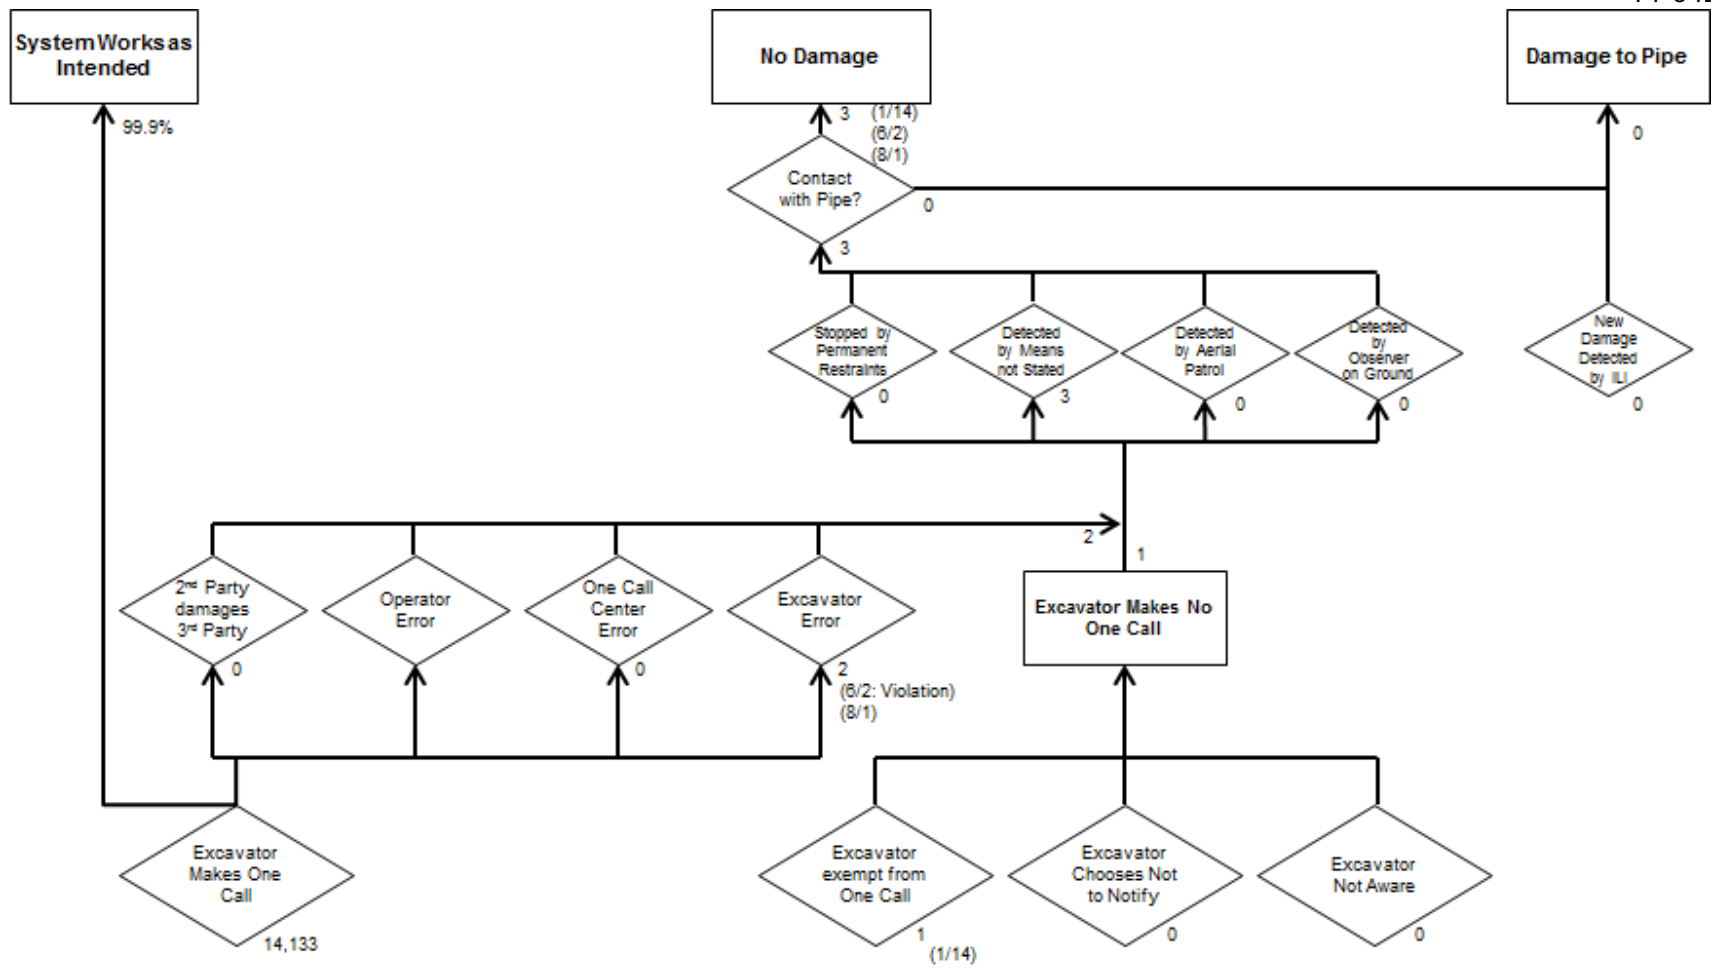 System Works as
Intended
No Damage
Damage to Pipe
99.9%
3
(1/14)
(6/2)
(8/1)
0
Contact
with Pipe?
0
3
Stopped by
Permanent
Restraints
0
Detected
by Means
not Stated
3
Detected
by Aerial
Patrol
0
Detected
by
Observer
on Ground
0
New
Damage
Detected
by ILI
0
2
1
2nd Party
damages
3rd Party
0
Operator
Error
One Call
Center
Error
0
Excavator
Error
2
(6/2: Violation)
(8/1)
Excavator Makes No
One Call
Excavator
Makes One
Call
14,133
Excavator
exempt from
One Call
1
(1/14)
Excavator
Chooses Not
to Notify
0
Excavator
Not Aware
0